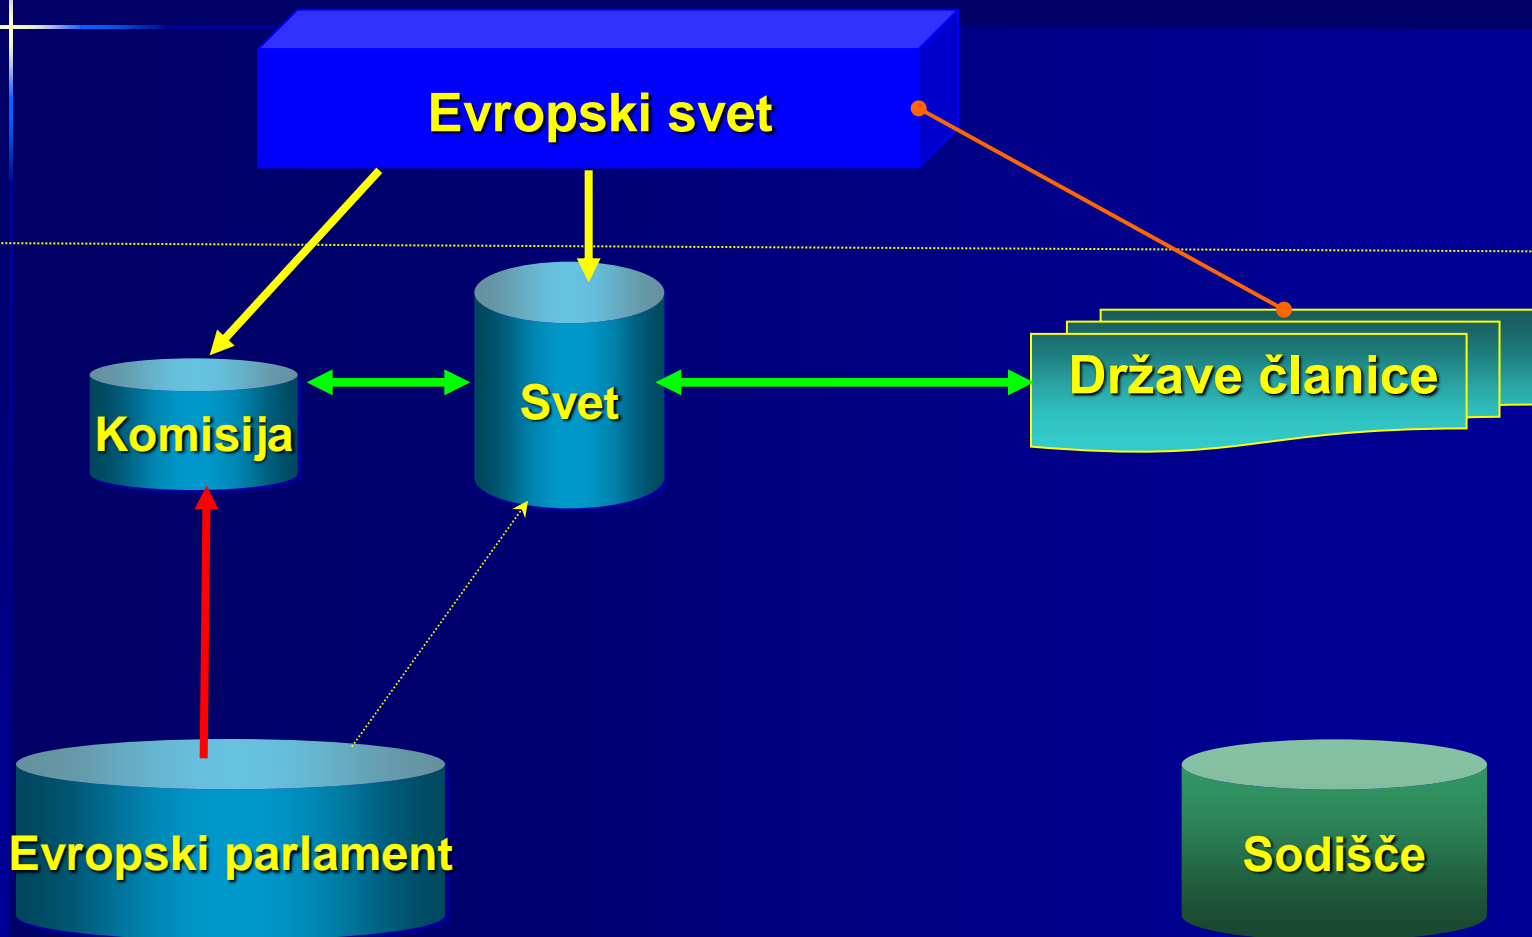 Evropski svet
Države članice
Svet
Komisija
Evropski parlament
Sodišče